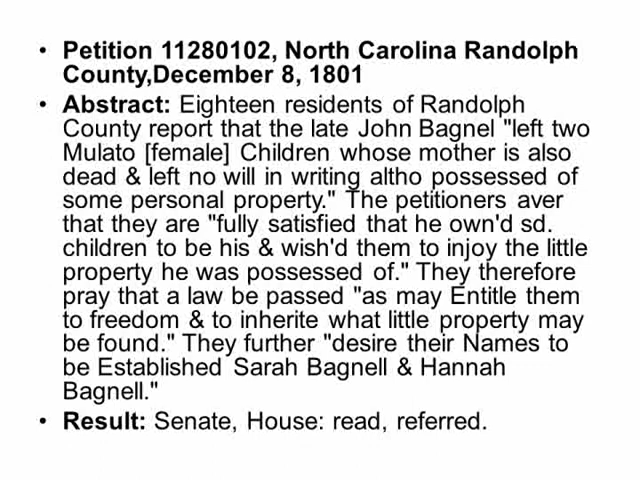 • Petition 11280102, North Carolina Randolph
County,December 8, 1801
• Abstract: Eighteen residents of Randolph
County report that the late John Bagnel "left two
Mulato [female] Children whose mother is also
dead & left no will in writing altho possessed of
some personal property." The petitioners aver
that they are "fully satisfied that he own'd sd.
children to be his & wish'd them to injoy the little
property he was possessed of." They therefore
pray that a law be passed "as may Entitle them
to freedom & to inherite what little property may
be found." They further "desire their Names to
be Established Sarah Bagnell & Hannah
Bagnell."
• Result: Senate, House: read, referred.